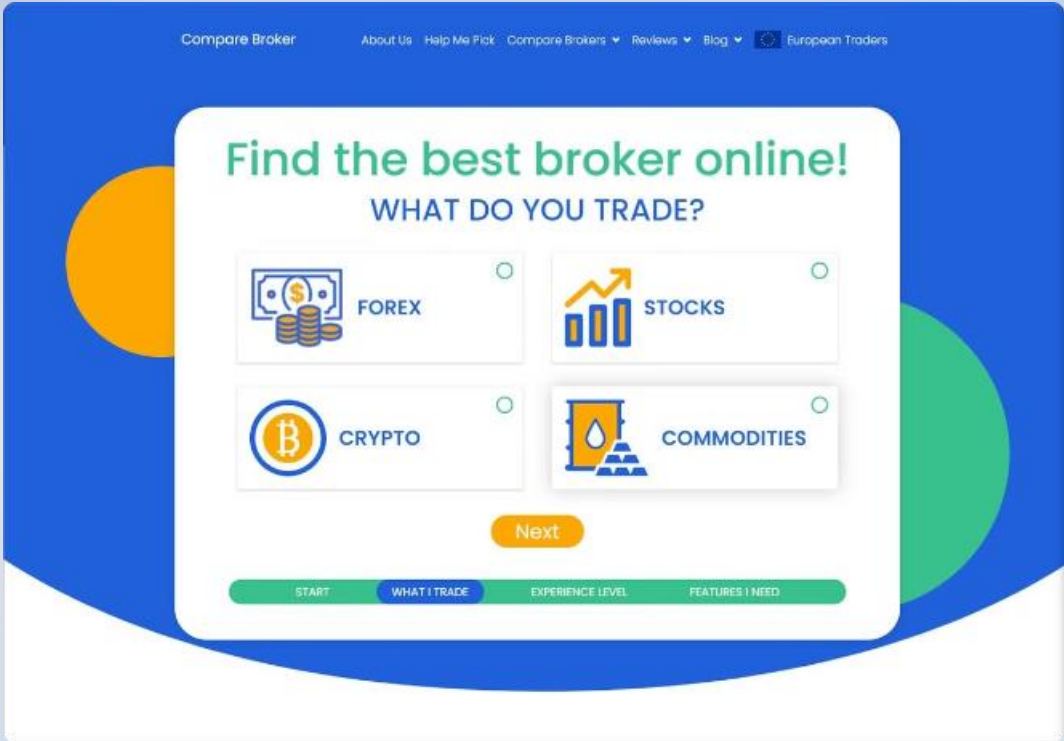 Compare Broker About Us Help Me Pick Compare Brokers Reviews Blog European Traders
Find the best broker online!
WHAT DO YOU TRADE?
FOREX STOCKS
CRYPTO COMMODITIES
Next
START WHAT I TRADE EXPERIENCE LEVEL FEATURES I NEED